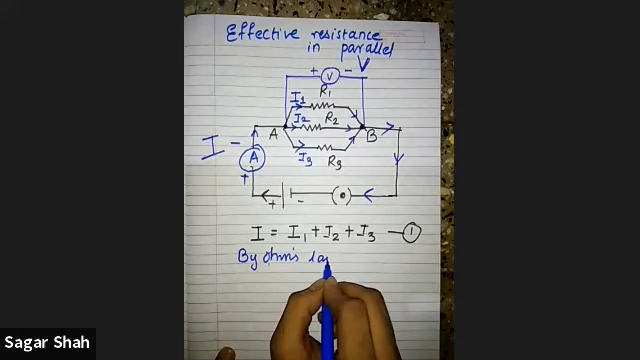 Effective resistance
in parallel
+ V -
R1
I1
I2
R2
A
B
I
-
A
I3
R3
+
+ -
I = I1 + I2 + I3 — 1
By ohm's la
Sagar Shah